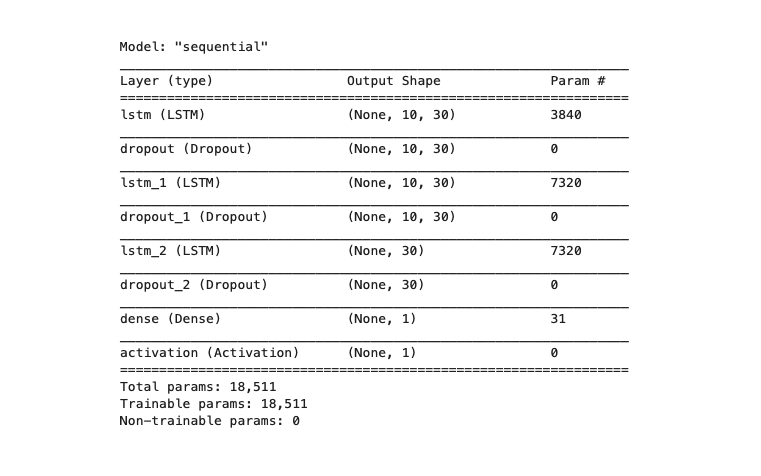 Model: "sequential"
Layer (type) Output Shape Param #
lstm (LSTM) (None, 10, 30) 3840
dropout (Dropout) (None, 10, 30) 0
lstm_1 (LSTM) (None, 10, 30) 7320
dropout_1 (Dropout) (None, 10, 30) 0
lstm_2 (LSTM) (None, 30) 7320
dropout_2 (Dropout) (None, 30) 0
dense (Dense) (None, 1) 31
activation (Activation) (None, 1) 0
Total params: 18,511
Trainable params: 18,511
Non-trainable params: 0